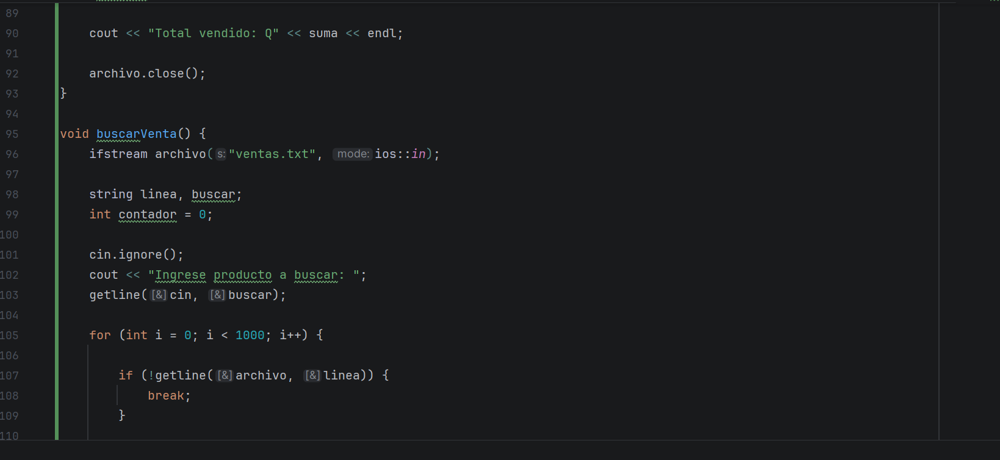 89
90 cout << "Total vendido: Q" << suma << endl;
91
92 archivo.close();
93 }
94
95 void buscarVenta() {
96 ifstream archivo( s: "ventas.txt", mode: ios::in);
97
98 string linea, buscar;
99 int contador = 0;
100
101 cin.ignore();
102 cout << "Ingrese producto a buscar: ";
103 getline( [&] cin, [&] buscar);
104
105 for (int i = 0; i < 1000; i++) {
106
107 if (!getline( [&] archivo, [&] linea)) {
108 break;
109 }
110